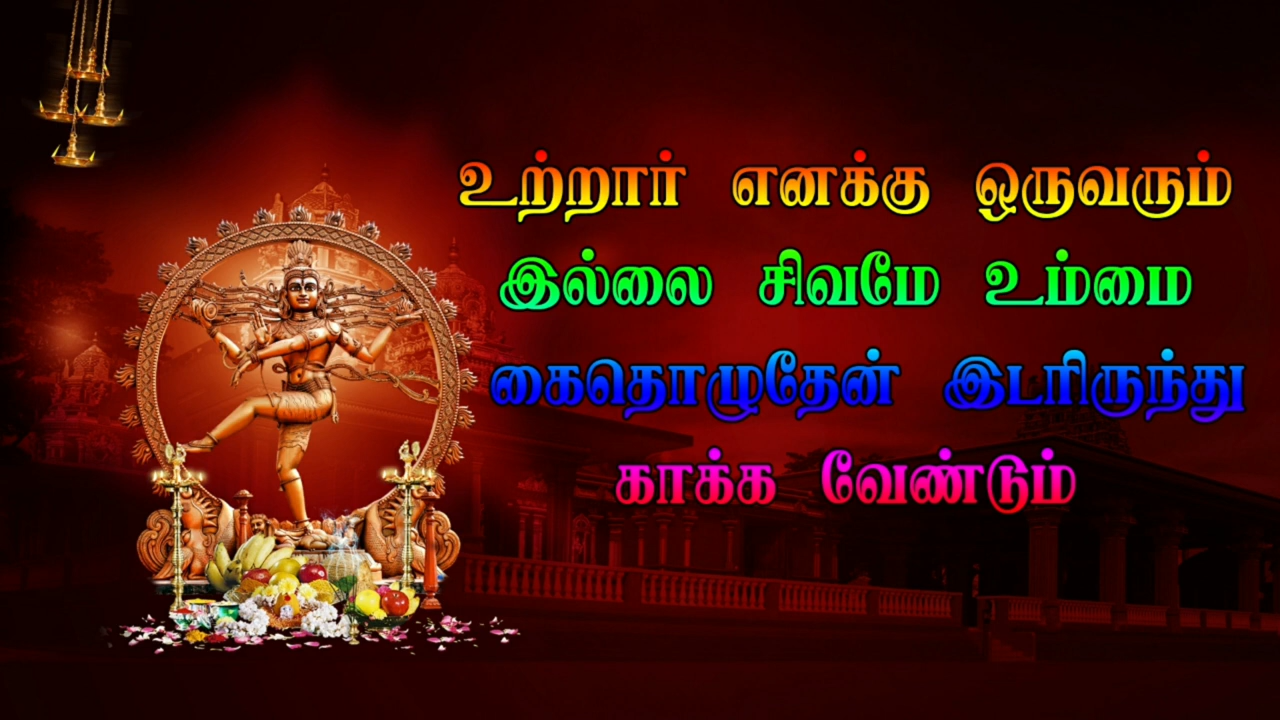 உற்றார் எனக்கு ஒருவரும்
இல்லை சிவமே உம்மை
கைதொழுதேன் இடரிருந்து
காக்க வேண்டும்